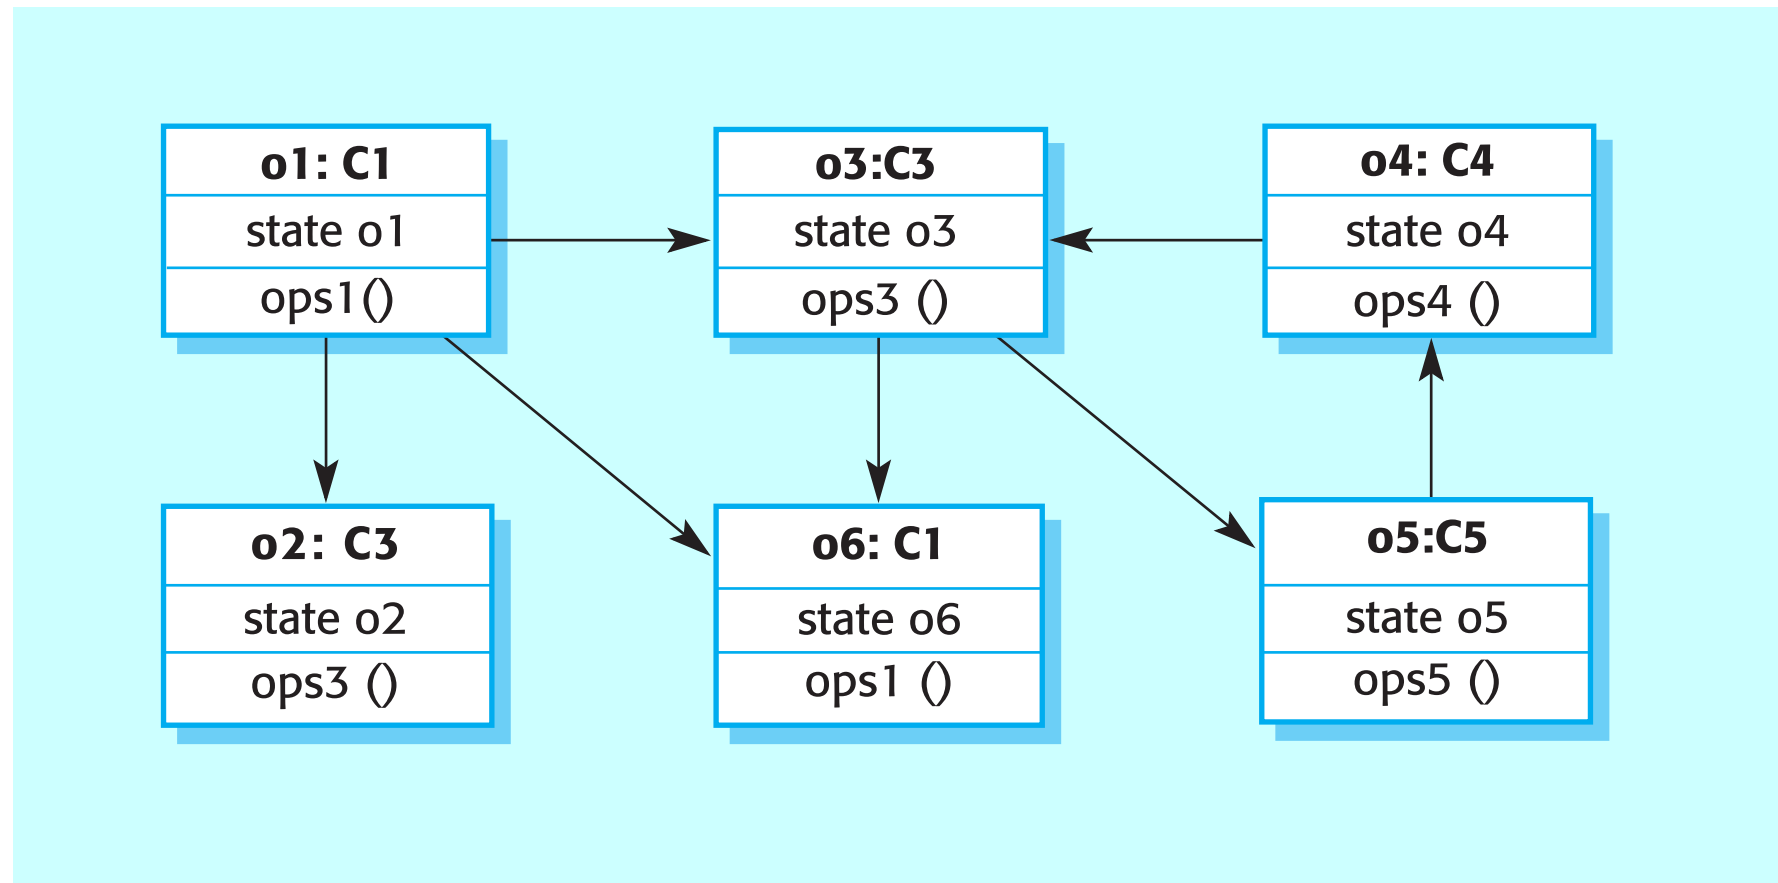 o1: C1
state o1
ops1()
o3:C3
state o3
ops3 ()
o4: C4
state o4
ops4 ()
o2: C3
state o2
ops3 ()
o6: C1
state o6
ops1 ()
o5:C5
state o5
ops5 ()